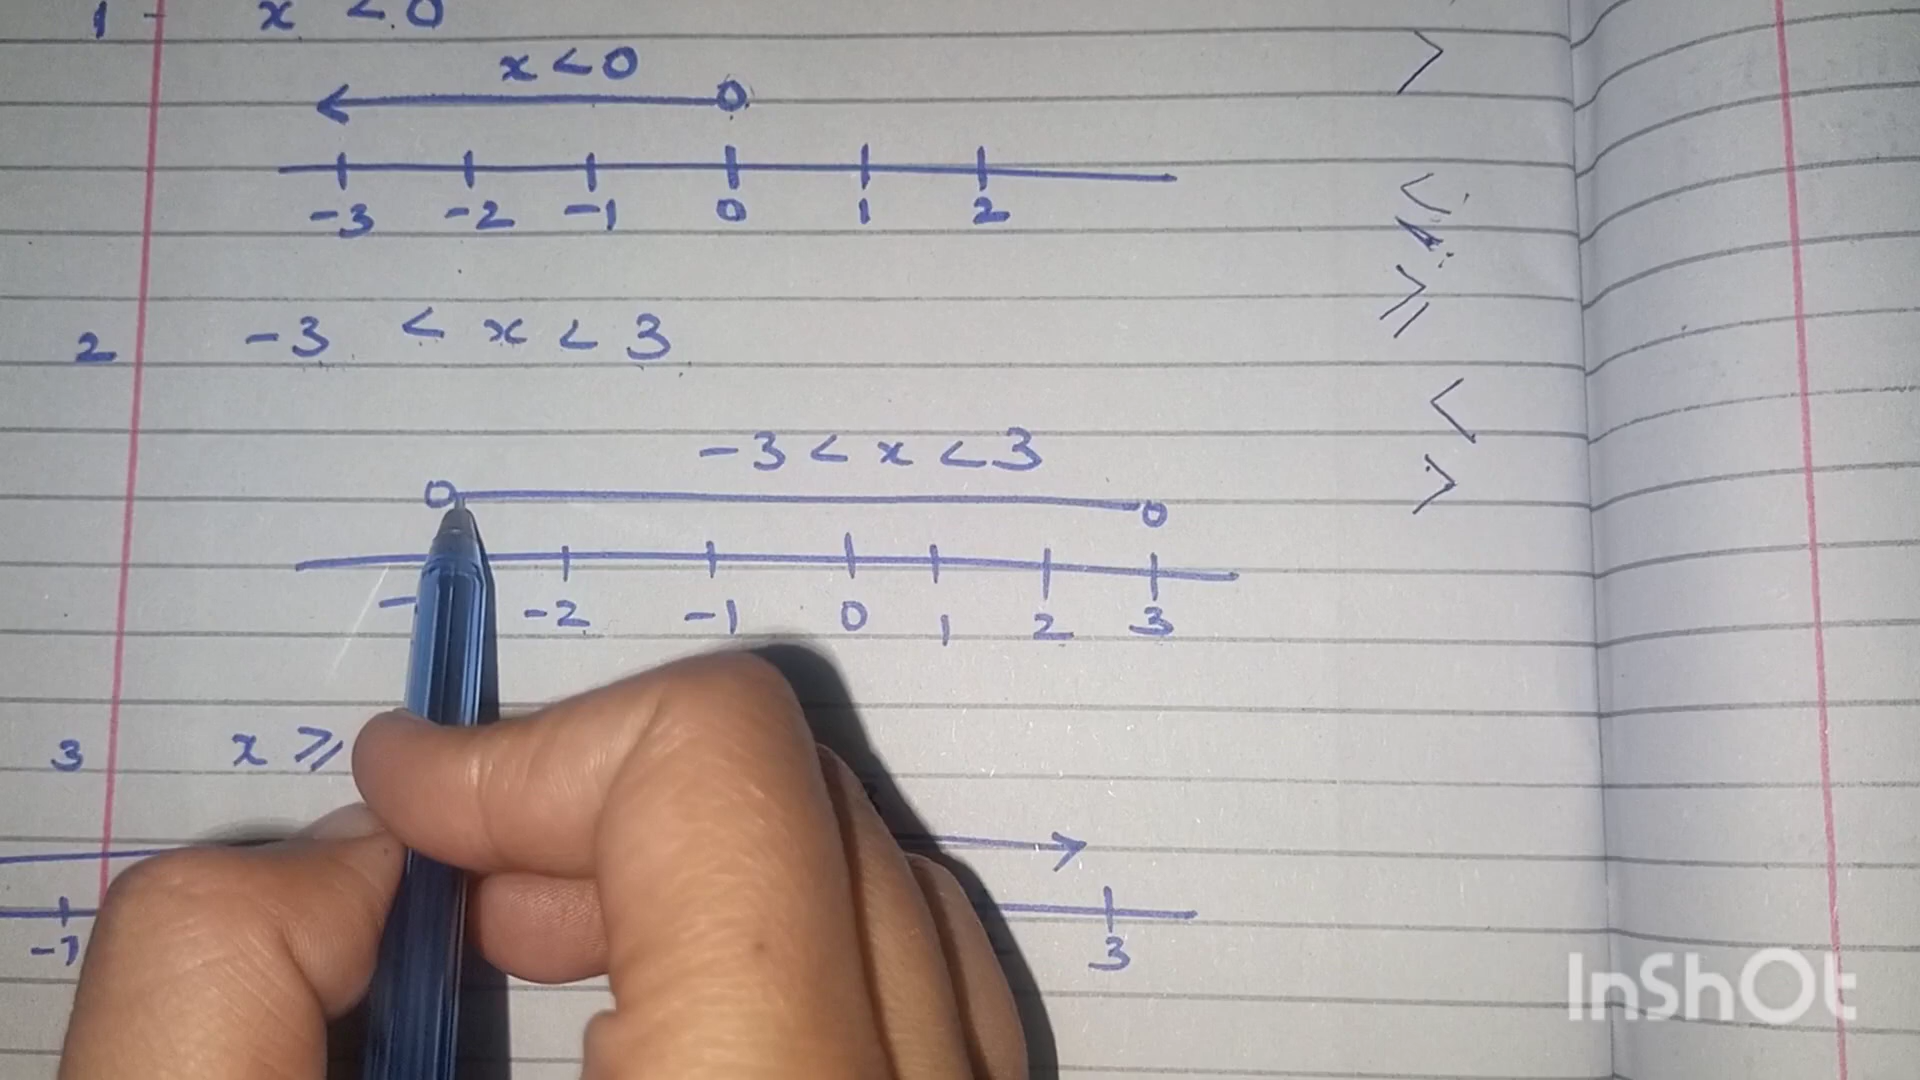 1 - x < 0
x < 0
-3 -2 -1 0 1 2
2 -3 < x < 3
-3 < x < 3
- -2 -1 0 1 2 3
3 x ⩾
3
>
<
⩾
<
>
InShOt